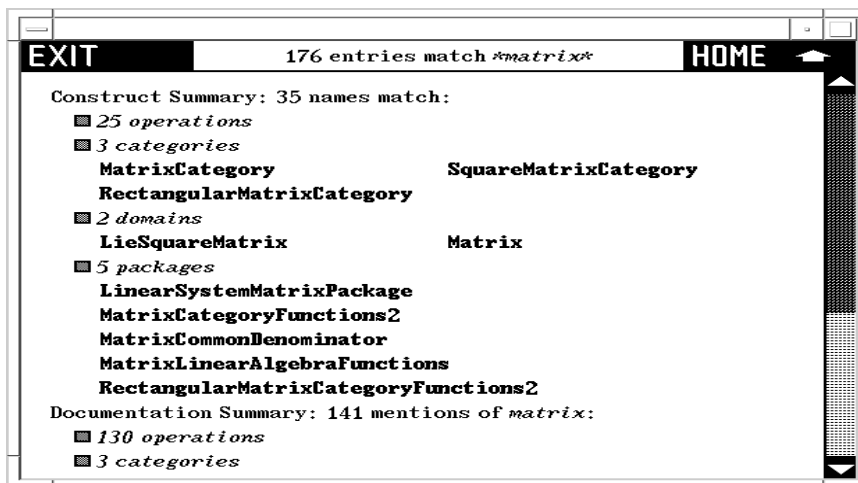 EXIT 176 entries match *matrix* HOME
Construct Summary: 35 names match:
25 operations
3 categories
MatrixCategory SquareMatrixCategory
RectangularMatrixCategory
2 domains
LieSquareMatrix Matrix
5 packages
LinearSystemMatrixPackage
MatrixCategoryFunctions2
MatrixCommonDenominator
MatrixLinearAlgebraFunctions
RectangularMatrixCategoryFunctions2
Documentation Summary: 141 mentions of matrix:
130 operations
3 categories